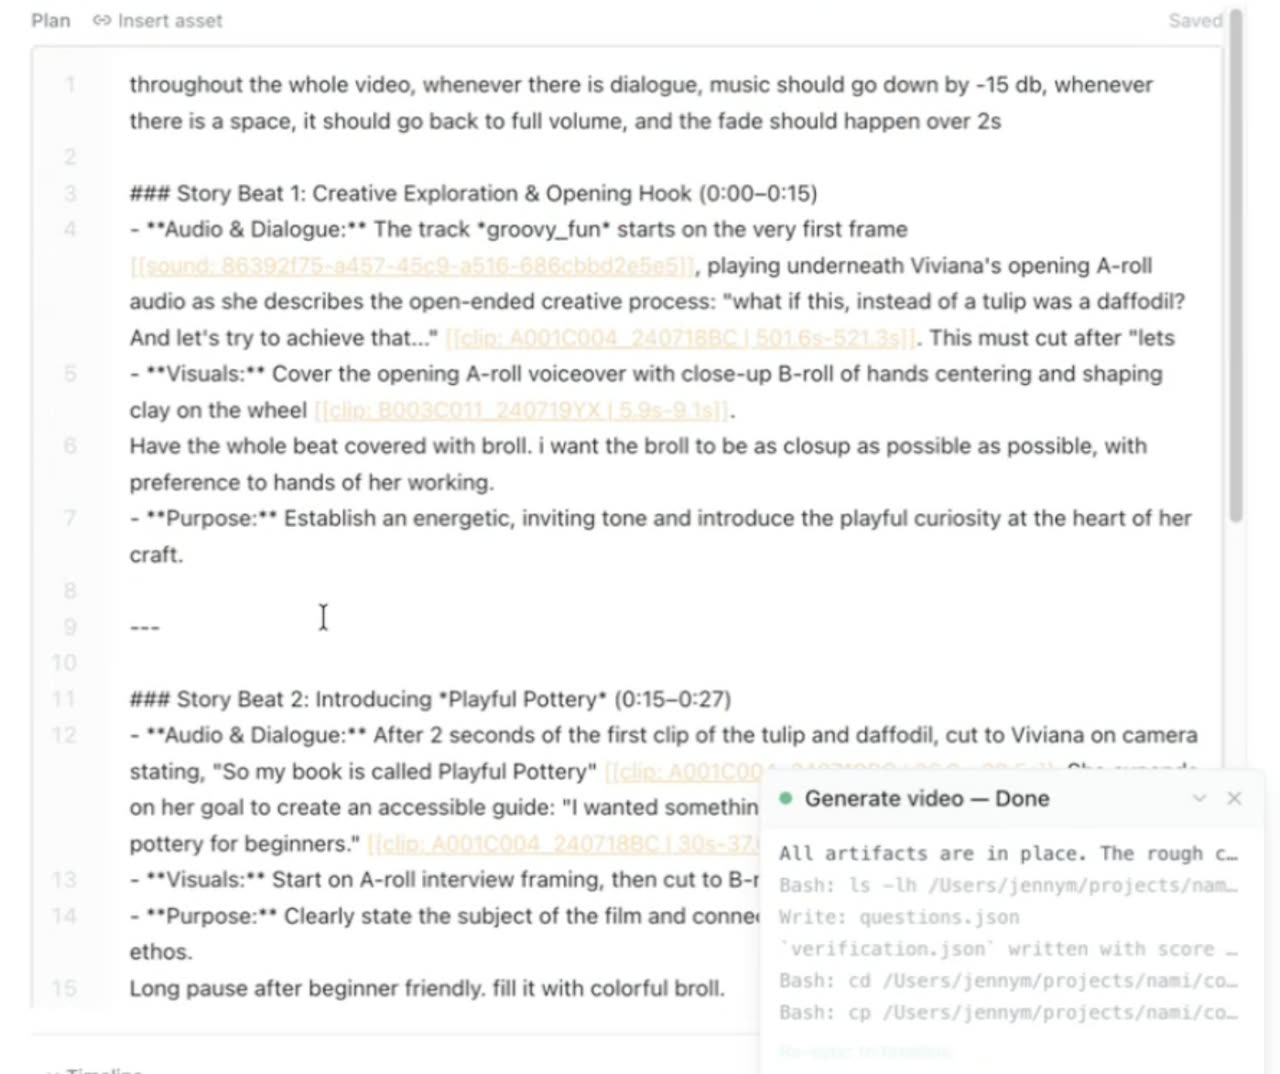 Plan Insert asset Saved
1 throughout the whole video, whenever there is dialogue, music should go down by -15 db, whenever
there is a space, it should go back to full volume, and the fade should happen over 2s
2
3 ### Story Beat 1: Creative Exploration & Opening Hook (0:00–0:15)
4 - **Audio & Dialogue:** The track *groovy_fun* starts on the very first frame
[[sound: 86392f75-a457-45c9-a516-686cbbd2e5e5]], playing underneath Viviana's opening A-roll
audio as she describes the open-ended creative process: "what if this, instead of a tulip was a daffodil?
And let's try to achieve that..." [[clip: A001C004_240718BC | 501.6s-521.3s]]. This must cut after "lets
5 - **Visuals:** Cover the opening A-roll voiceover with close-up B-roll of hands centering and shaping
clay on the wheel [[clip: B003C011_240719YX | 5.9s-9.1s]].
6 Have the whole beat covered with broll. i want the broll to be as closup as possible as possible, with
preference to hands of her working.
7 - **Purpose:** Establish an energetic, inviting tone and introduce the playful curiosity at the heart of her
craft.
8
9 ---
10
11 ### Story Beat 2: Introducing *Playful Pottery* (0:15–0:27)
12 - **Audio & Dialogue:** After 2 seconds of the first clip of the tulip and daffodil, cut to Viviana on camera
stating, "So my book is called Playful Pottery" [[clip: A001C00
on her goal to create an accessible guide: "I wanted somethin
pottery for beginners." [[clip: A001C004_240718BC | 30s-37.
13 - **Visuals:** Start on A-roll interview framing, then cut to B-r
14 - **Purpose:** Clearly state the subject of the film and conne
ethos.
15 Long pause after beginner friendly. fill it with colorful broll.
Generate video — Done
All artifacts are in place. The rough c…
Bash: ls -lh /Users/jennym/projects/nam…
Write: questions.json
`verification.json` written with score …
Bash: cd /Users/jennym/projects/nami/co…
Bash: cp /Users/jennym/projects/nami/co…
Timeline